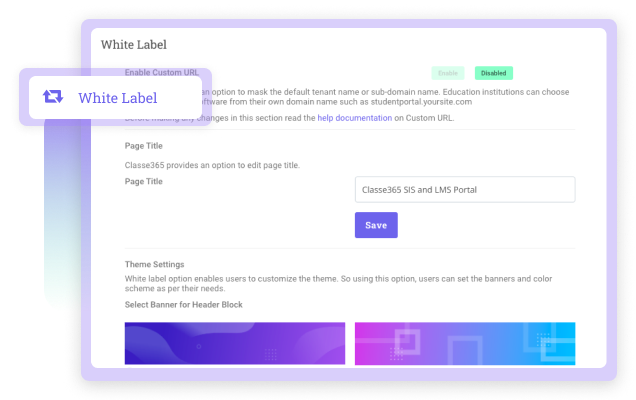 White Label
Enable Custom URL
Enable
Disabled
White Label
an option to mask the default tenant name or sub-domain name. Education institutions can choose
from their own domain name such as studentportal.yoursite.com
changes in this section read the help documentation on Custom URL.
Page Title
Classe365 provides an option to edit page title.
Page Title
Classe365 SIS and LMS Portal
Save
Theme Settings
White label option enables users to customize the theme. So using this option, users can set the banners and color
scheme as per their needs.
Select Banner for Header Block